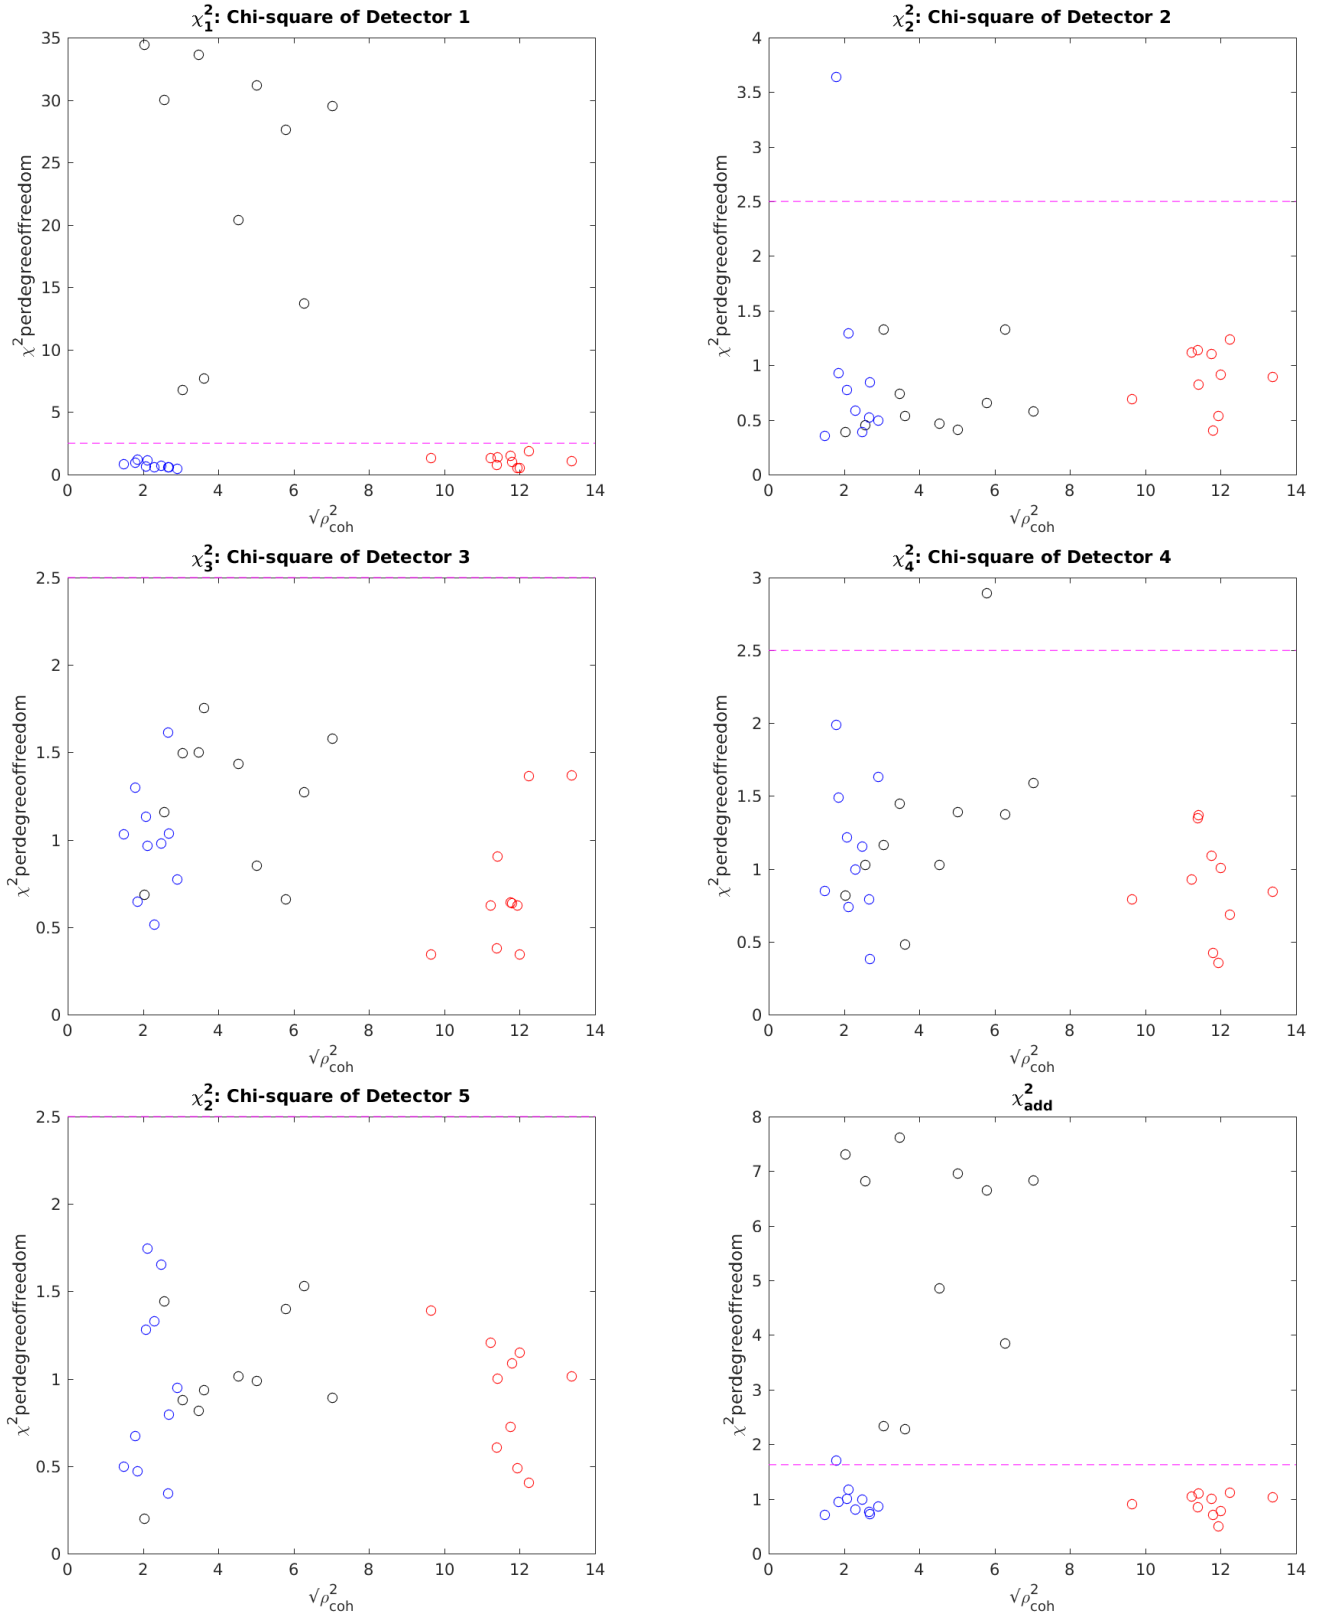 χ₁²: Chi-square of Detector 1
χ²perdegreeoffreedom
35
30
25
20
15
10
5
0
0 2 4 6 8 10 12 14
√ρ²coh
χ₂²: Chi-square of Detector 2
χ²perdegreeoffreedom
4
3.5
3
2.5
2
1.5
1
0.5
0
0 2 4 6 8 10 12 14
√ρ²coh
χ₃²: Chi-square of Detector 3
χ²perdegreeoffreedom
2.5
2
1.5
1
0.5
0
0 2 4 6 8 10 12 14
√ρ²coh
χ₄²: Chi-square of Detector 4
χ²perdegreeoffreedom
3
2.5
2
1.5
1
0.5
0
0 2 4 6 8 10 12 14
√ρ²coh
χ₂²: Chi-square of Detector 5
χ²perdegreeoffreedom
2.5
2
1.5
1
0.5
0
0 2 4 6 8 10 12 14
√ρ²coh
χ²add
χ²perdegreeoffreedom
8
7
6
5
4
3
2
1
0
0 2 4 6 8 10 12 14
√ρ²coh